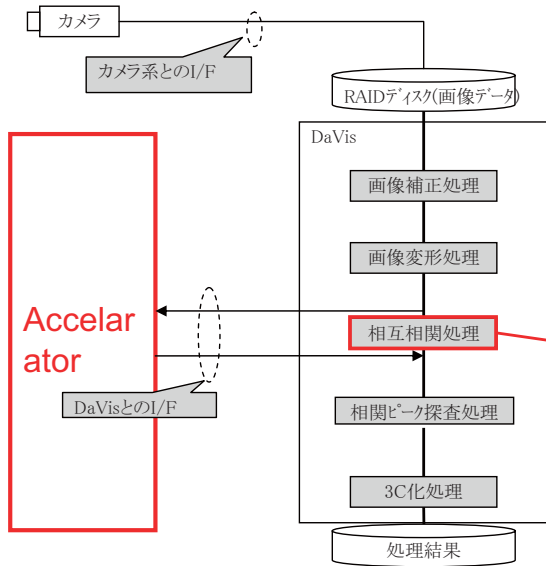 カメラ
カメラ系とのI/F
RAIDディスク(画像データ)
DaVis
画像補正処理
画像変形処理
Accelar
ator
相互相関処理
DaVisとのI/F
相関ピーク探査処理
3C化処理
処理結果